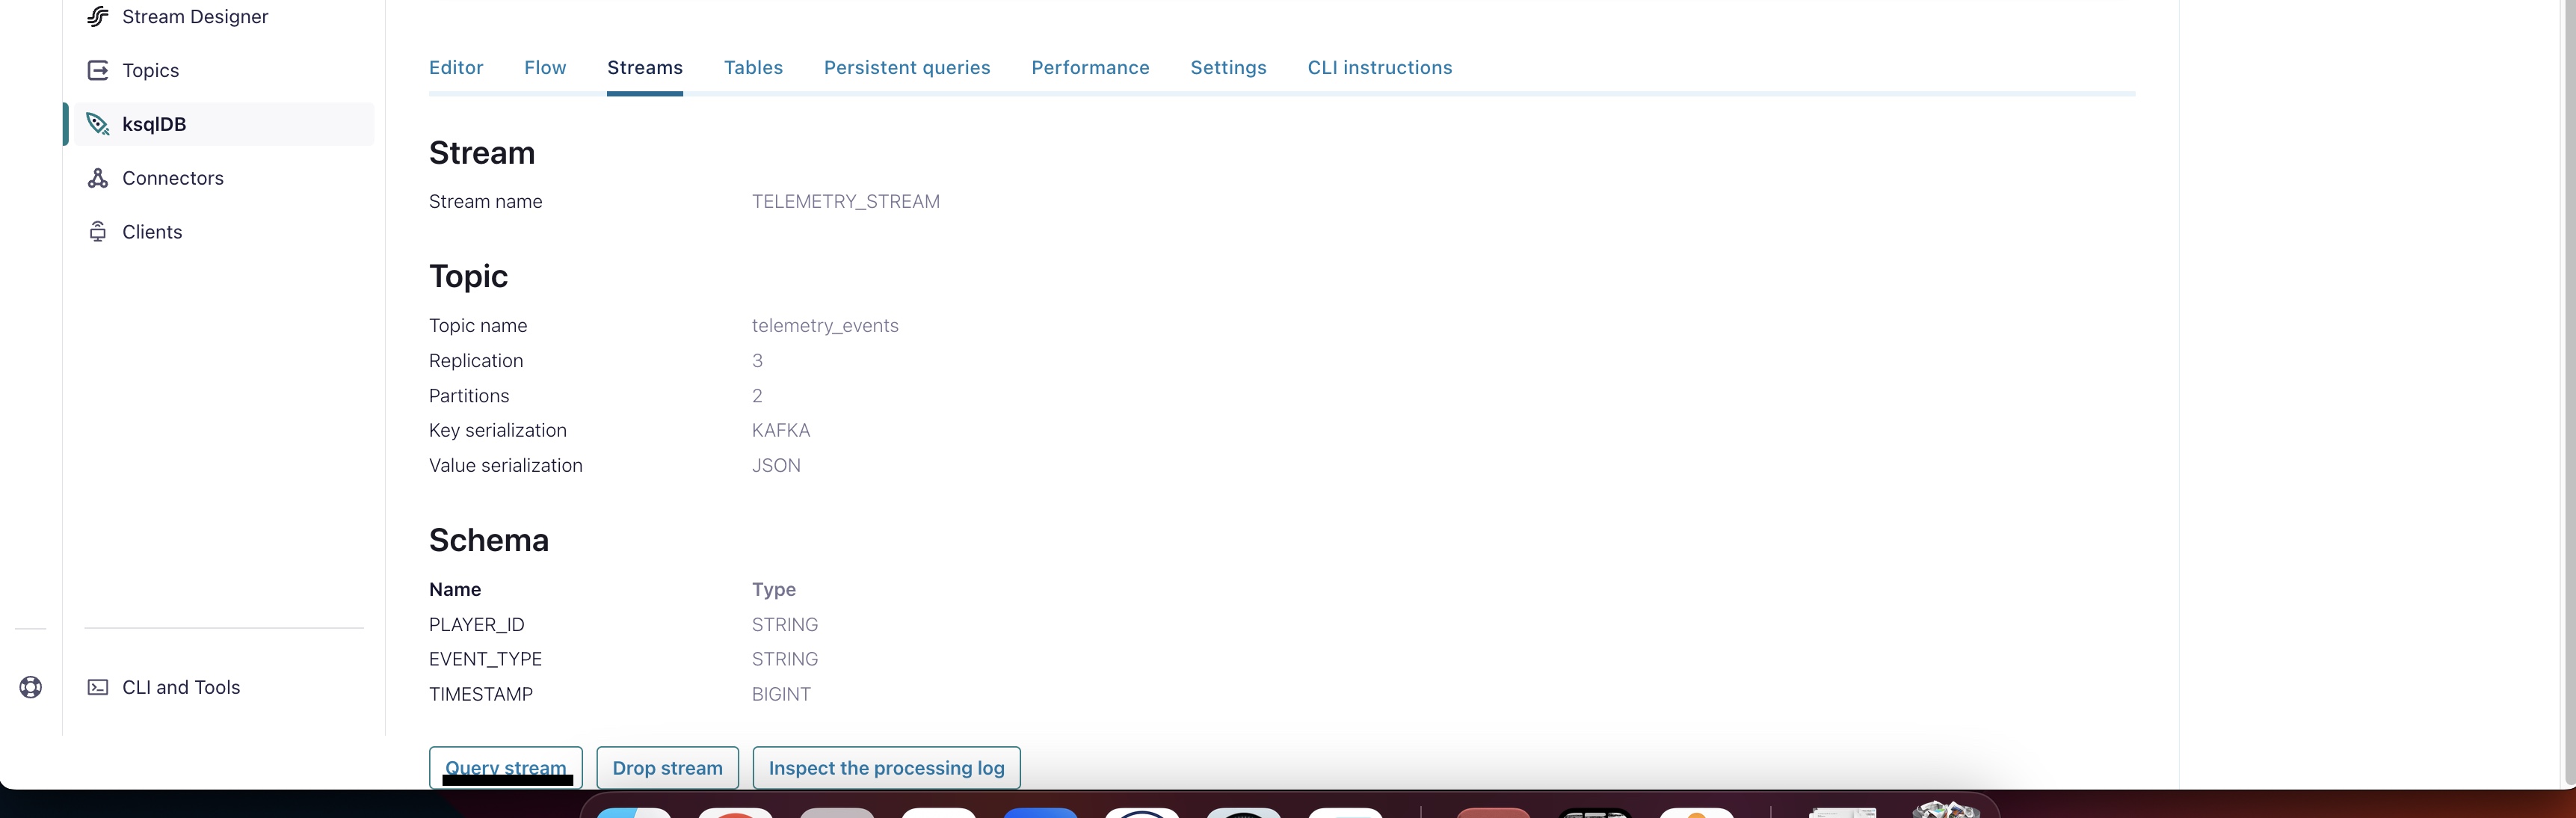 Stream Designer
Topics
ksqlDB
Connectors
Clients
CLI and Tools
Editor Flow Streams Tables Persistent queries Performance Settings CLI instructions
Stream
Stream name TELEMETRY_STREAM
Topic
Topic name telemetry_events
Replication 3
Partitions 2
Key serialization KAFKA
Value serialization JSON
Schema
Name Type
PLAYER_ID STRING
EVENT_TYPE STRING
TIMESTAMP BIGINT
Query stream Drop stream Inspect the processing log